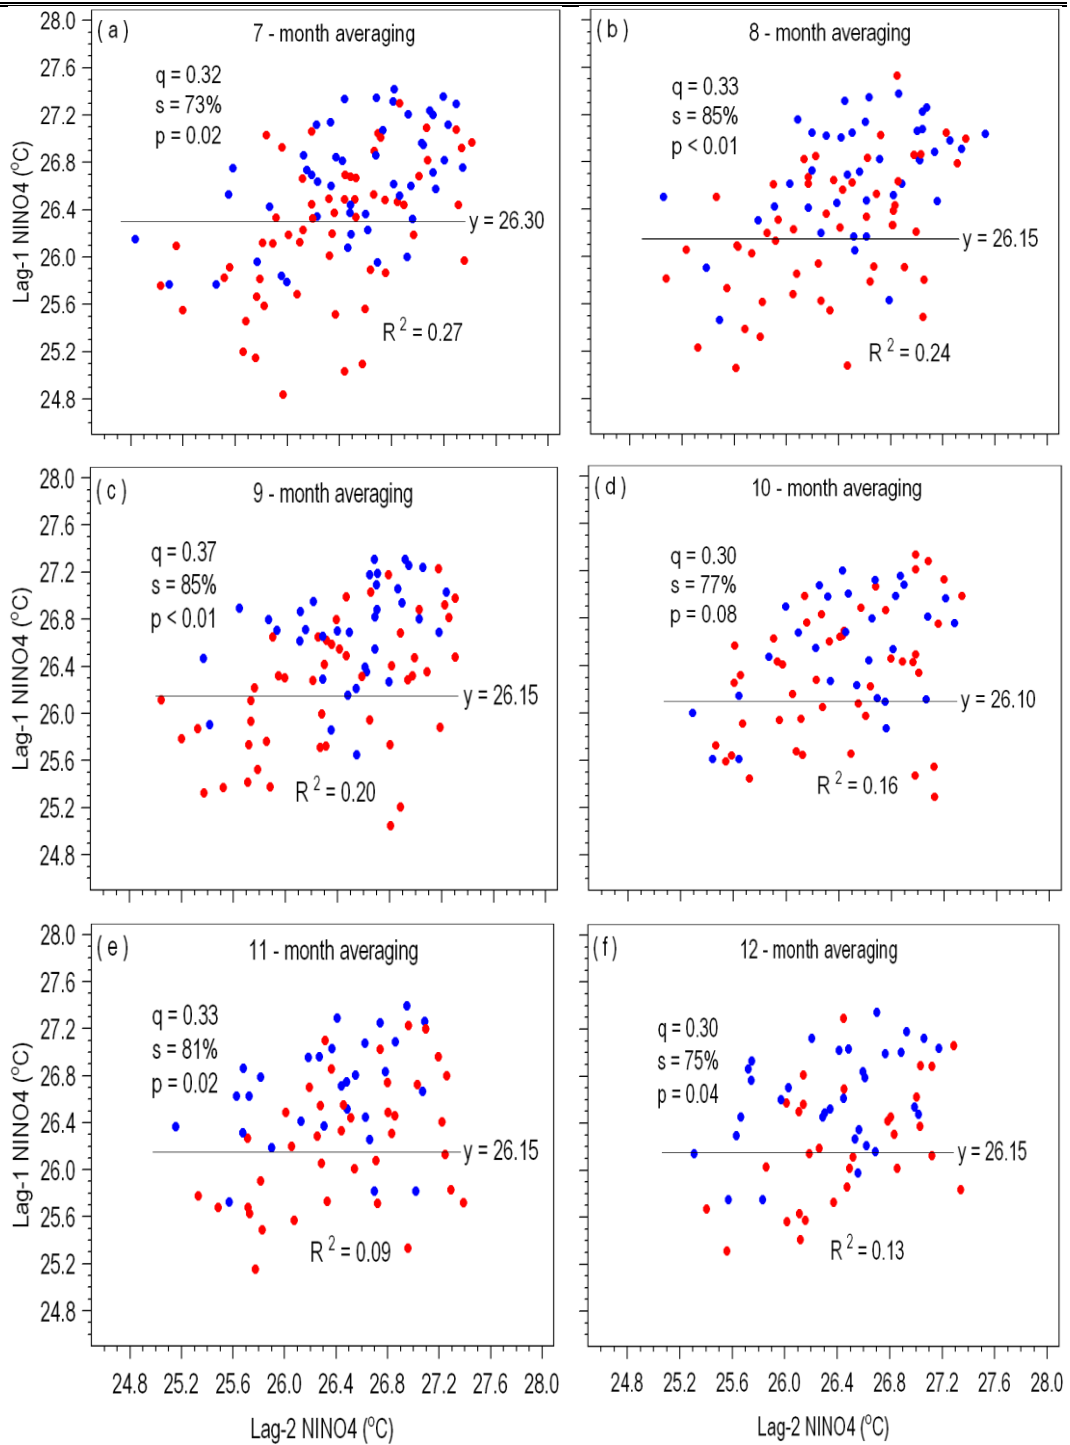 (a)
7 - month averaging
q = 0.32
s = 73%
p = 0.02
y = 26.30
R 2 = 0.27
28.0
27.6
27.2
26.8
26.4
26.0
25.6
25.2
24.8
Lag-1 NINO4 (oC)
(b)
8 - month averaging
q = 0.33
s = 85%
p < 0.01
y = 26.15
R 2 = 0.24
(c)
9 - month averaging
q = 0.37
s = 85%
p < 0.01
y = 26.15
R 2 = 0.20
28.0
27.6
27.2
26.8
26.4
26.0
25.6
25.2
24.8
Lag-1 NINO4 (oC)
(d)
10 - month averaging
q = 0.30
s = 77%
p = 0.08
y = 26.10
R 2 = 0.16
(e)
11 - month averaging
q = 0.33
s = 81%
p = 0.02
y = 26.15
R 2 = 0.09
28.0
27.6
27.2
26.8
26.4
26.0
25.6
25.2
24.8
Lag-1 NINO4 (oC)
24.8 25.2 25.6 26.0 26.4 26.8 27.2 27.6 28.0
Lag-2 NINO4 (oC)
(f)
12 - month averaging
q = 0.30
s = 75%
p = 0.04
y = 26.15
R 2 = 0.13
24.8 25.2 25.6 26.0 26.4 26.8 27.2 27.6 28.0
Lag-2 NINO4 (oC)